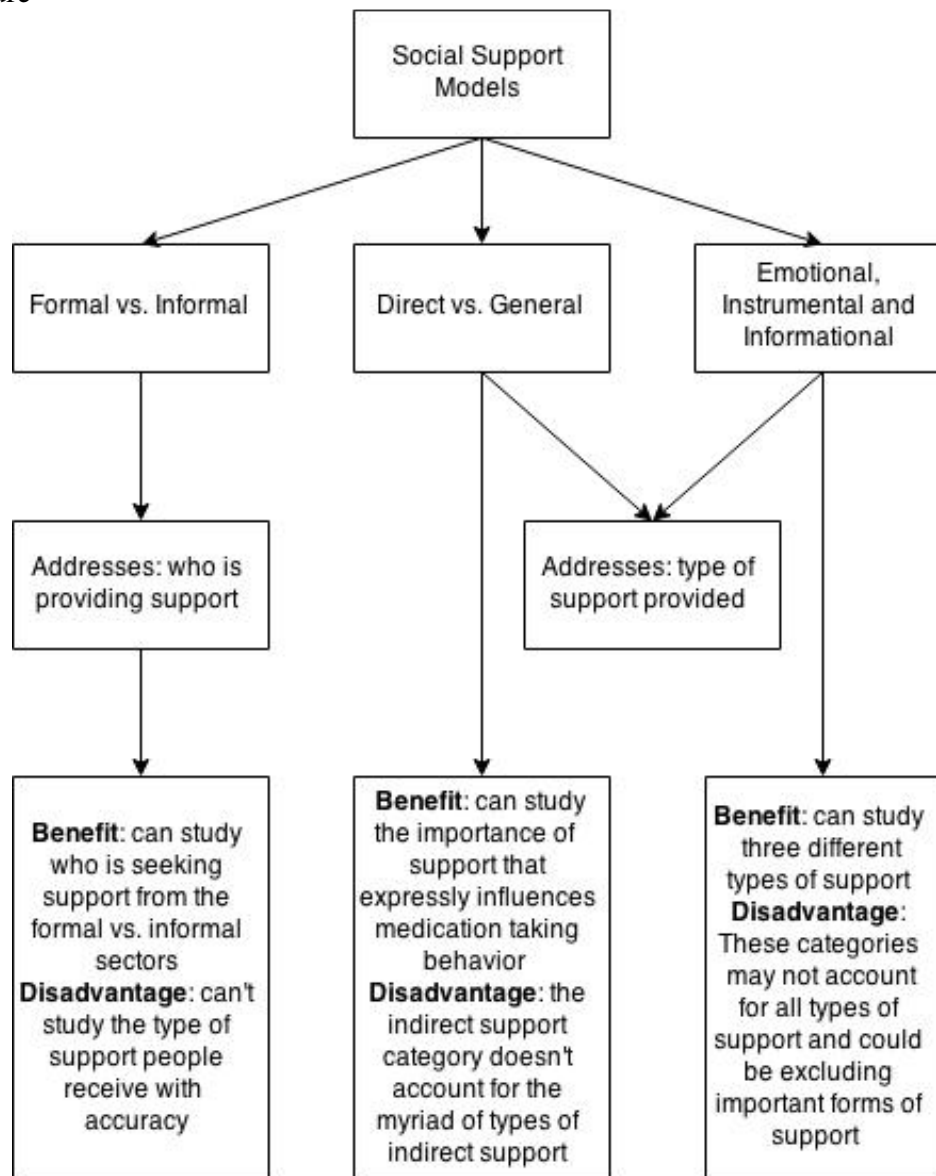 Social Support
Models
Formal vs. Informal
Direct vs. General
Emotional,
Instrumental and
Informational
Addresses: who is
providing support
Addresses: type of
support provided
Benefit: can study
who is seeking
support from the
formal vs. informal
sectors
Disadvantage: can't
study the type of
support people
receive with
accuracy
Benefit: can study
the importance of
support that
expressly influences
medication taking
behavior
Disadvantage: the
indirect support
category doesn't
account for the
myriad of types of
indirect support
Benefit: can study
three different
types of support
Disadvantage:
These categories
may not account
for all types of
support and could
be excluding
important forms of
support